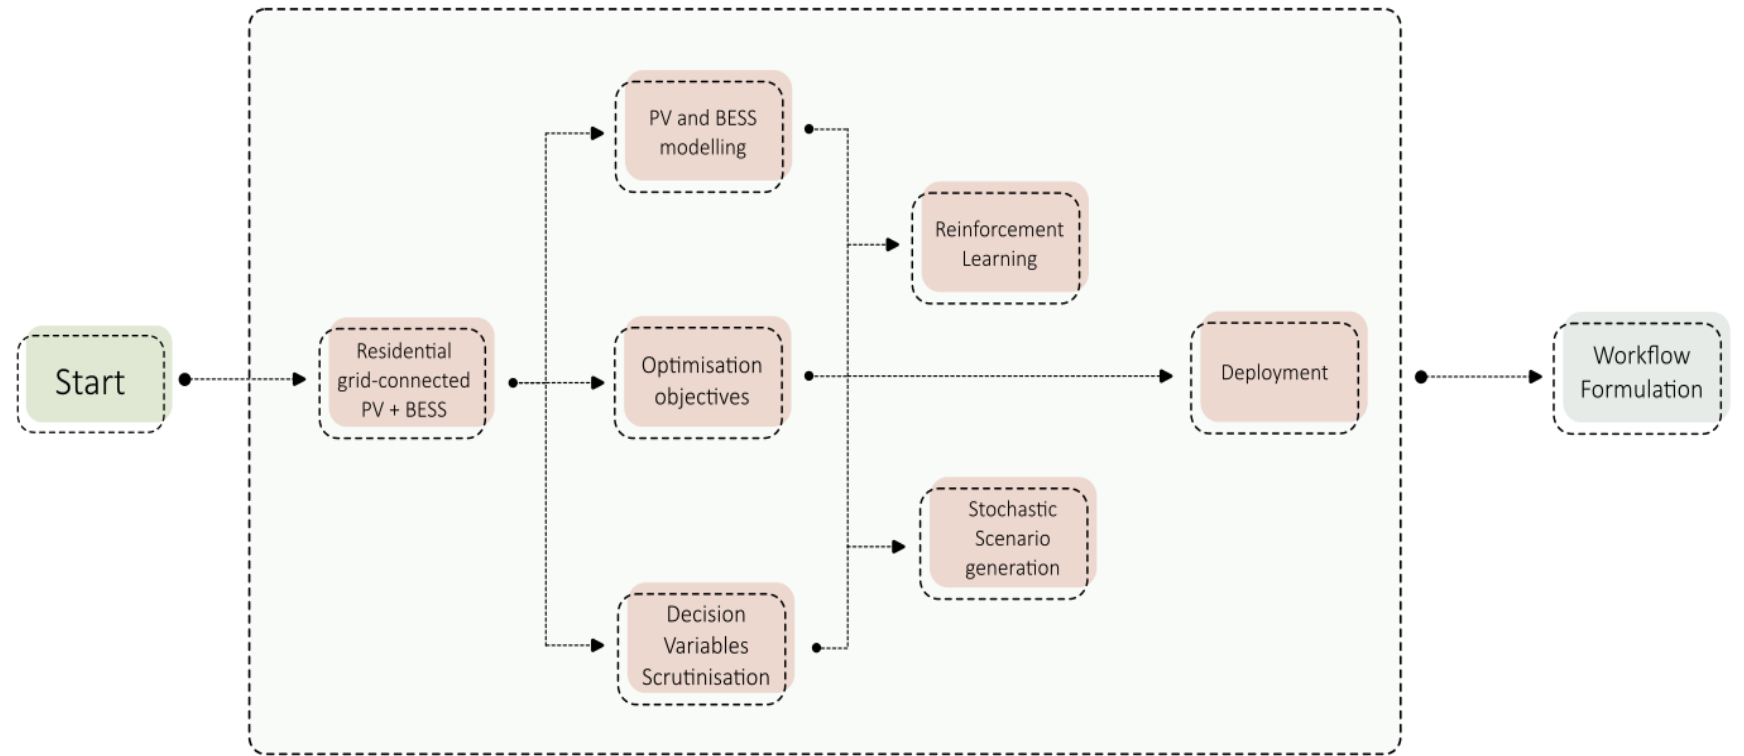 Start
Residential
grid-connected
PV + BESS
PV and BESS
modelling
Optimisation
objectives
Decision
Variables
Scrutinisation
Reinforcement
Learning
Stochastic
Scenario
generation
Deployment
Workflow
Formulation